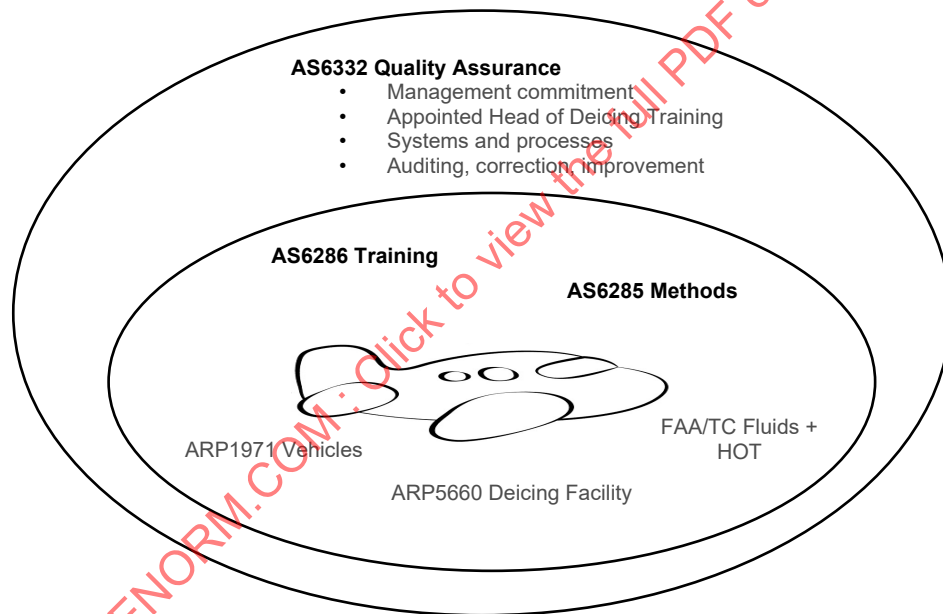 AS6332 Quality Assurance
• Management commitment
• Appointed Head of Deicing Training
• Systems and processes
• Auditing, correction, improvement
AS6286 Training
AS6285 Methods
ARP1971 Vehicles
FAA/TC Fluids +
HOT
ARP5660 Deicing Facility
ENORM.COM : Click to view the full PDF